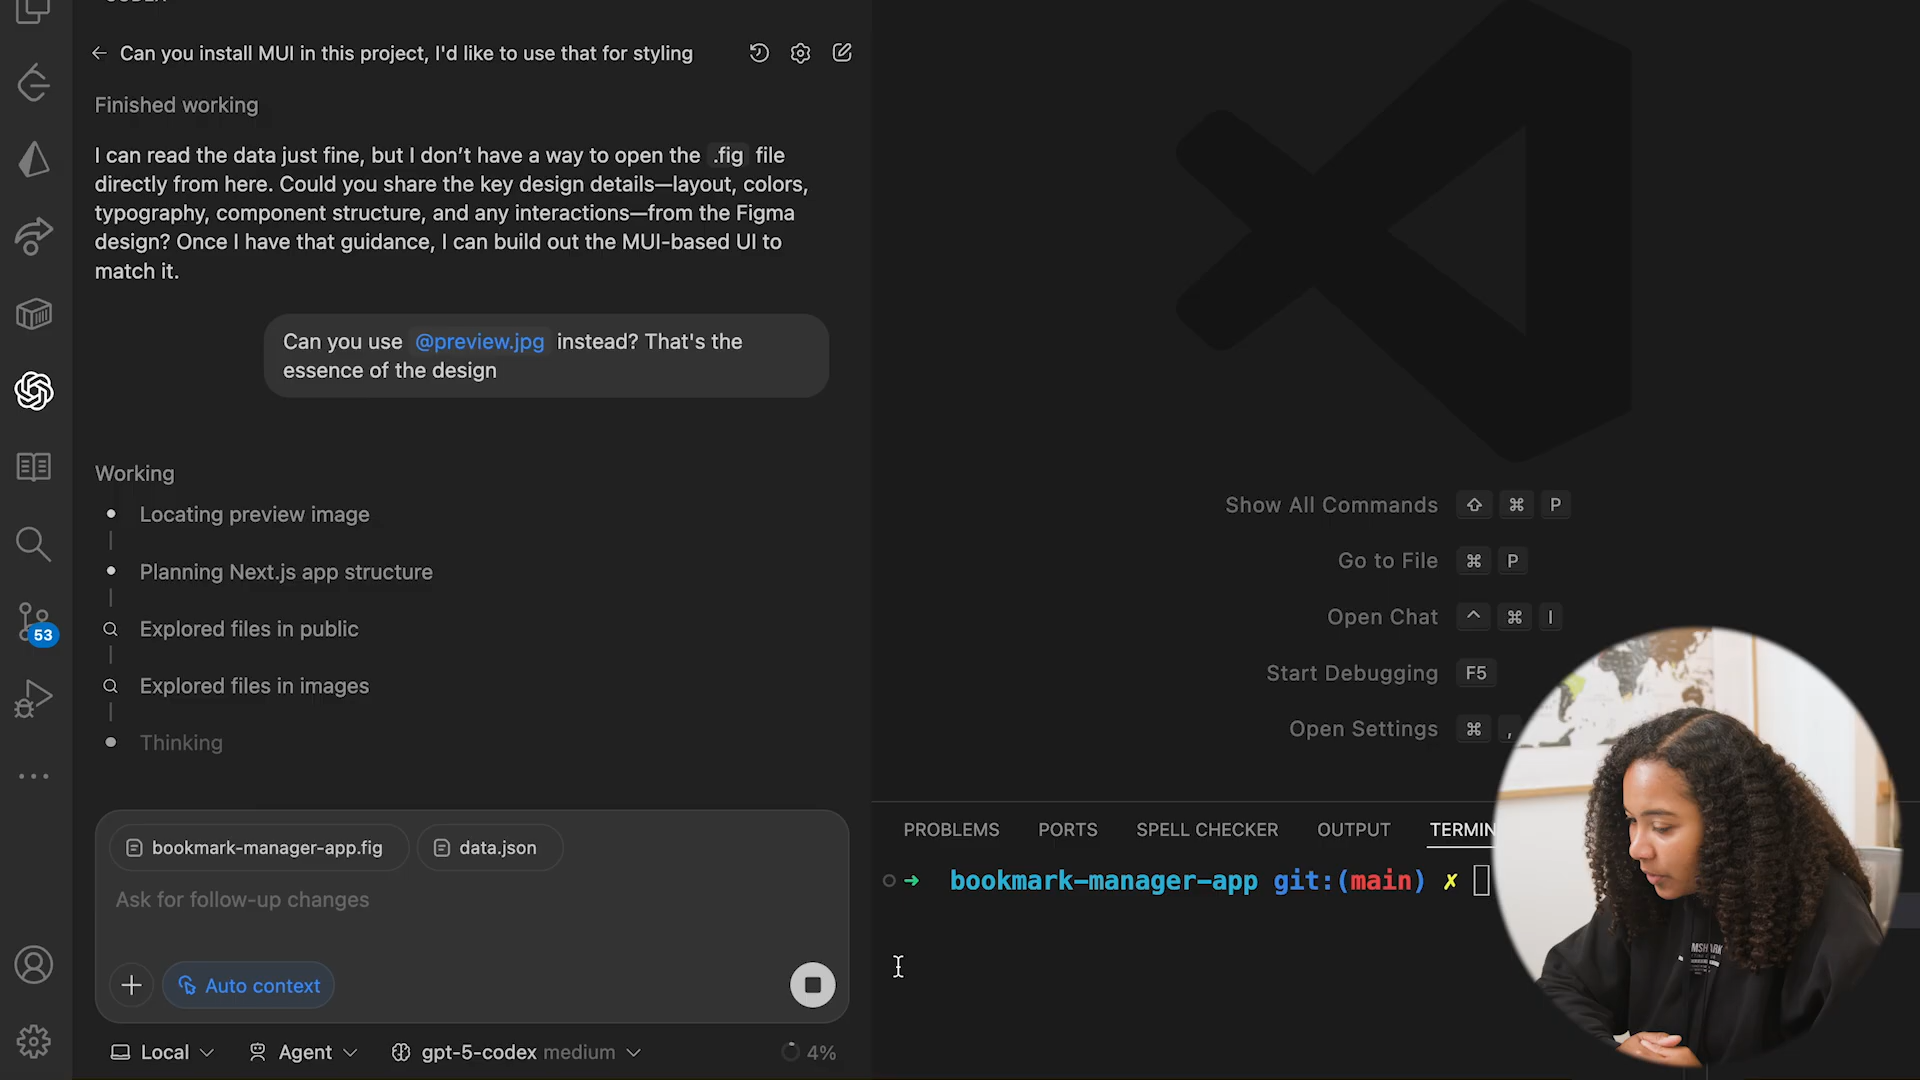 Can you install MUI in this project, I'd like to use that for styling
Finished working
I can read the data just fine, but I don’t have a way to open the .fig file
directly from here. Could you share the key design details—layout, colors,
typography, component structure, and any interactions—from the Figma
design? Once I have that guidance, I can build out the MUI-based UI to
match it.
Can you use @preview.jpg instead? That's the
essence of the design
Working
Locating preview image
Planning Next.js app structure
Explored files in public
Explored files in images
Thinking
bookmark-manager-app.fig data.json
Ask for follow-up changes
Auto context
Local Agent gpt-5-codex medium 4%
53
Show All Commands ⇧ ⌘ P
Go to File ⌘ P
Open Chat ^ ⌘ I
Start Debugging F5
Open Settings ⌘ ,
PROBLEMS PORTS SPELL CHECKER OUTPUT TERMIN
➜ bookmark-manager-app git:(main) ✗